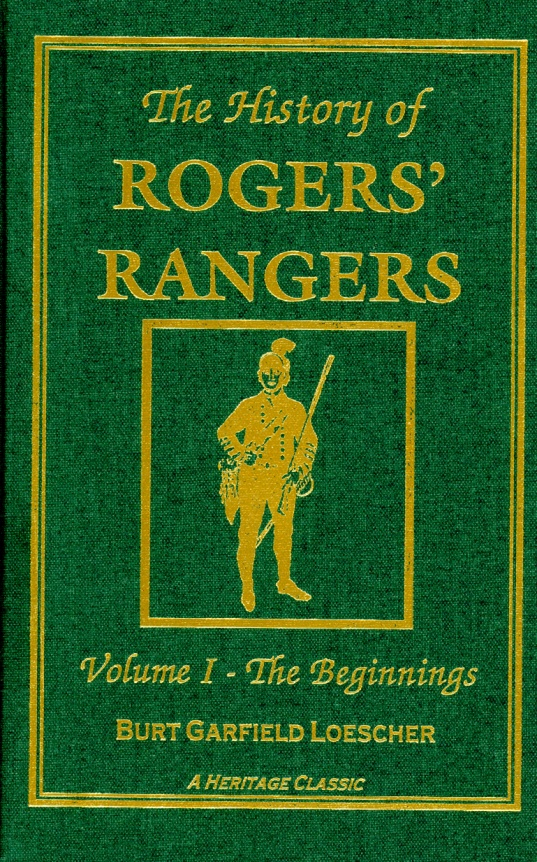 The History of
ROGERS’
RANGERS
Volume I - The Beginnings
BURT GARFIELD LOESCHER
A HERITAGE CLASSIC